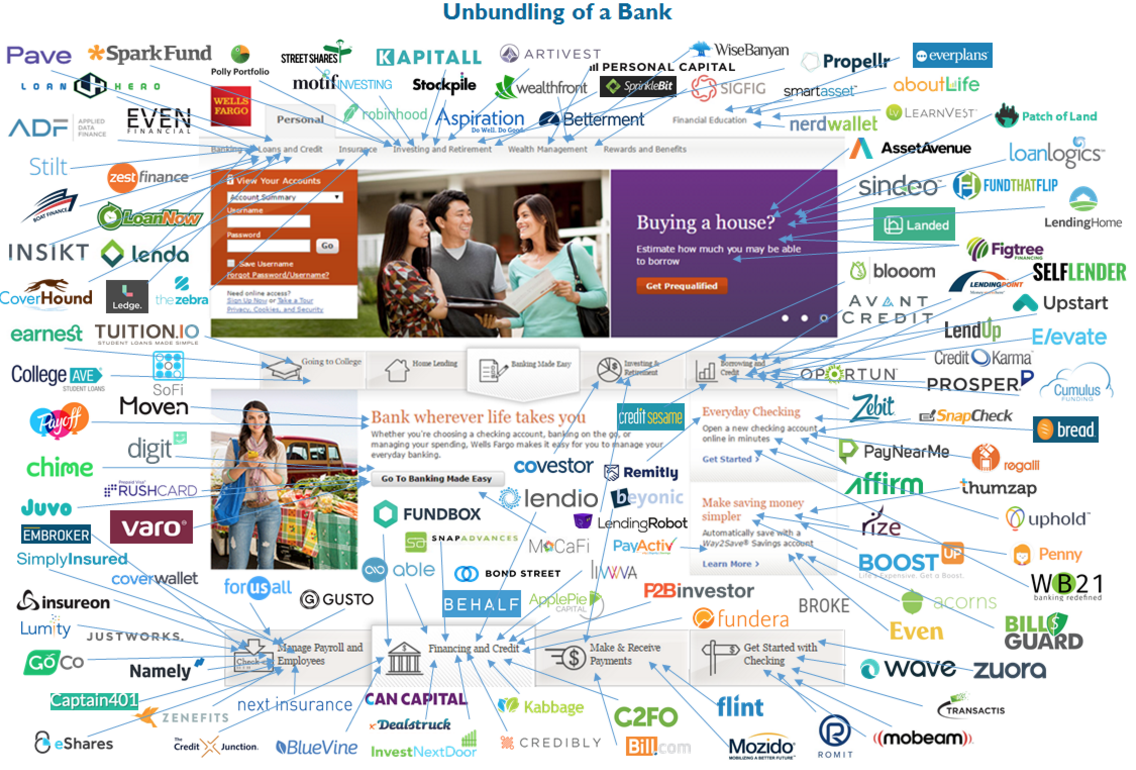 Unbundling of a Bank
Pave
SparkFund
Polly Portfolio
STREET SHARES
KAPITALL
ARTIVEST
WiseBanyan
Propellr
everplans
PERSONAL CAPITAL
LOAN HERO
motif INVESTING
Stockpile
wealthfront
SprinkleBit
SIGFIG
smartasset
aboutLife
WELLS FARGO
Personal
robinhood
Aspiration
Do Well. Do Good.
Betterment
Financial Education
nerdwallet
LEARNVEST
Patch of Land
ADF APPLIED DATA FINANCE
EVEN FINANCIAL
Banking
Loans and Credit
Insurance
Investing and Retirement
Wealth Management
Rewards and Benefits
AssetAvenue
loanlogics
Stilt
zestfinance
View Your Accounts
Account Summary
Username
Password
Go
Save Username
Forgot Password/Username?
Need online access?
Sign Up Now or Take a Tour
Privacy, Cookies, and Security
Buying a house?
Estimate how much you may be able
to borrow
Get Prequalified
sindeo
FUNDTHATFLIP
BOAT FINANCE
LoanNow
Landed
LendingHome
INSIKT
lenda
Figtree
FINANCING
blooom
LENDINGPOINT
SELFLENDER
CoverHound
Ledge.
the zebra
AVANT
CREDIT
Upstart
earnest
TUITION.IO
STUDENT LOANS MADE SIMPLE
LendUp
Elevate
Credit Karma
Going to College
Home Lending
Banking Made Easy
Investing &
Retirement
Borrowing and
Credit
College AVE
STUDENT LOANS
SoFi
OPORTUN
PROSPER
Cumulus
FUNDING
Payoff
Moven
Bank wherever life takes you
Whether you're choosing a checking account, banking on the go, or
managing your spending, Wells Fargo makes it easy for you to manage your
everyday banking.
Go To Banking Made Easy
credit sesame
Everyday Checking
Open a new checking account
online in minutes
Get Started
Zebit
SnapCheck
bread
digit
chime
RUSHCARD
covestor
Remitly
PayNearMe
regalii
Juvo
lendio
beyonic
affirm
thumzap
EMBROKER
VARO
FUNDBOX
LendingRobot
Make saving money
simpler
Automatically save with a
Way2Save® Savings account
Learn More
rize
uphold
SimplyInsured
SNAPADVANCES
MoCaFi
PayActiv
BOOST UP
Life's Expensive. Get a Boost.
Penny
coverwallet
forusall
able
BOND STREET
WB21
banking redefined
insureon
GUSTO
BEHALF
ApplePie
CAPITAL
P2Binvestor
BROKE
acorns
Lumity
JUSTWORKS.
fundera
Even
BILL GUARD
GoCo
Namely
Manage Payroll and
Employees
Financing and Credit
Make & Receive
Payments
Get Started with
Checking
wave
zuora
Captain401
ZENEFITS
next insurance
CAN CAPITAL
Kabbage
C2FO
flint
TRANSACTIS
Dealstruck
eShares
The Credit Junction.
BlueVine
InvestNextDoor
CREDIBLY
Bill.com
Mozido
MOBILIZING A BETTER FUTURE
ROMIT
mobeam